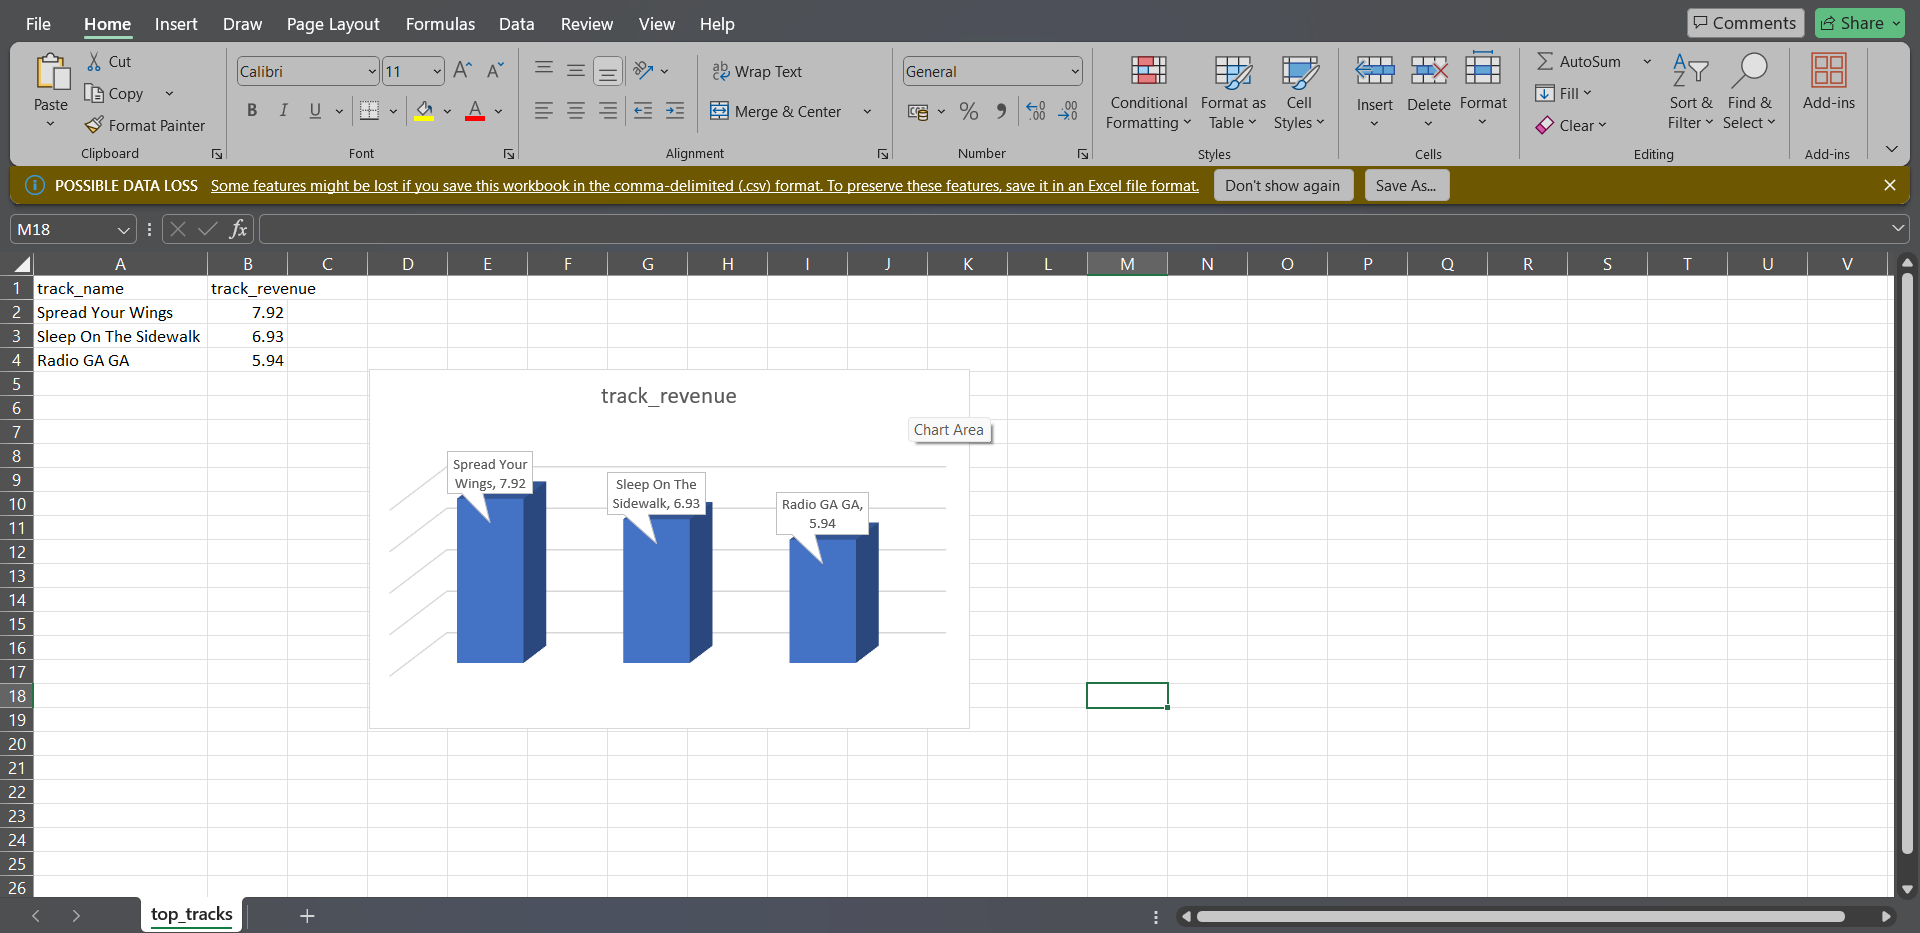 File Home Insert Draw Page Layout Formulas Data Review View Help Comments Share
Paste Cut Copy Format Painter Clipboard
Calibri 11 A A B I U A Font
ab Wrap Text Merge & Center Alignment
General % 9 .00 .00 Number
Conditional Formatting Format as Table Cell Styles Styles
Insert Delete Format Cells
AutoSum Fill Clear Sort & Filter Find & Select Editing
Add-ins Add-ins
POSSIBLE DATA LOSS Some features might be lost if you save this workbook in the comma-delimited (.csv) format. To preserve these features, save it in an Excel file format. Don't show again Save As...
M18 fx
A B C D E F G H I J K L M N O P Q R S T U V
1 track_name track_revenue
2 Spread Your Wings 7.92
3 Sleep On The Sidewalk 6.93
4 Radio GA GA 5.94
5
6
7
8
9
10
11
12
13
14
15
16
17
18
19
20
21
22
23
24
25
26
track_revenue
Chart Area
Spread Your
Wings, 7.92
Sleep On The
Sidewalk, 6.93
Radio GA GA,
5.94
top_tracks